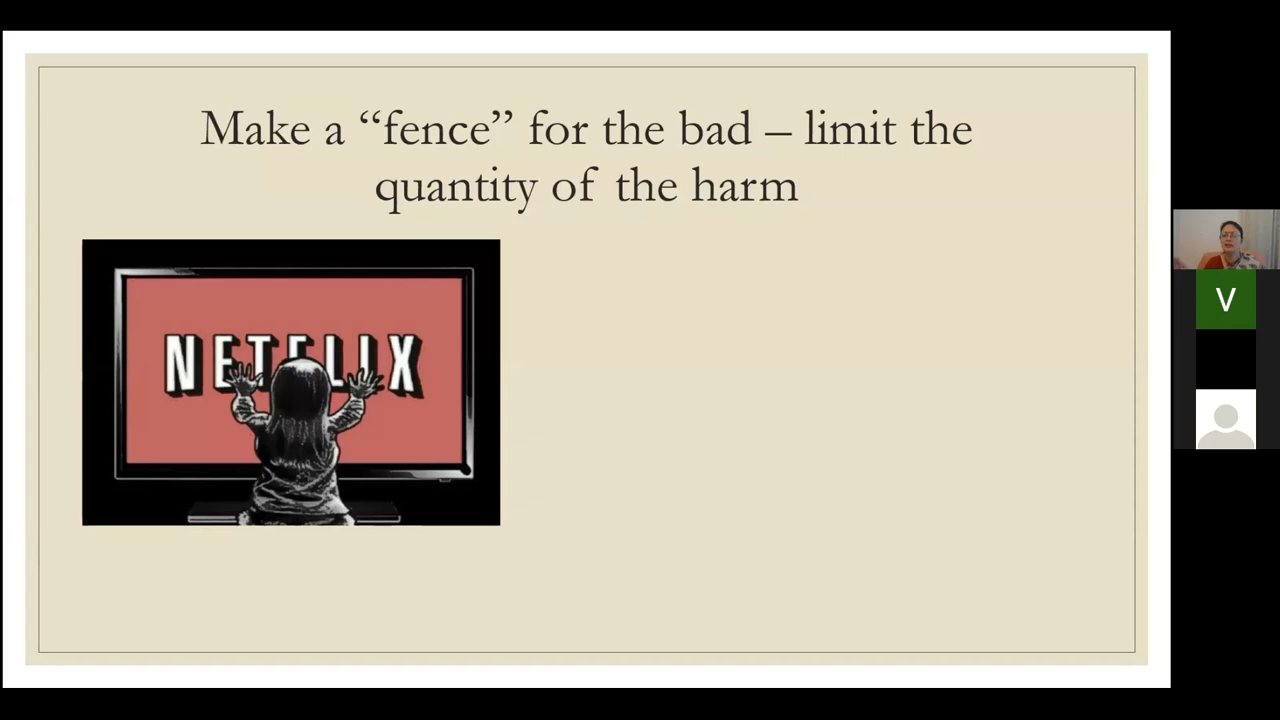 Make a “fence” for the bad – limit the
quantity of the harm
NETFLIX
V